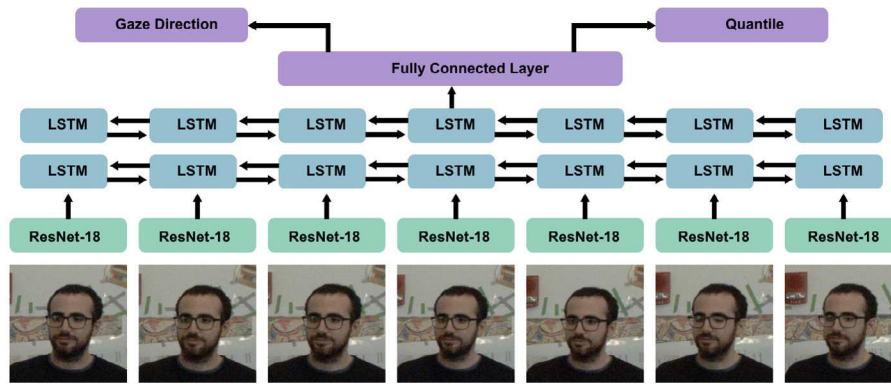 Gaze Direction Quantile
Fully Connected Layer
LSTM LSTM LSTM LSTM LSTM LSTM LSTM
LSTM LSTM LSTM LSTM LSTM LSTM LSTM
ResNet-18 ResNet-18 ResNet-18 ResNet-18 ResNet-18 ResNet-18 ResNet-18